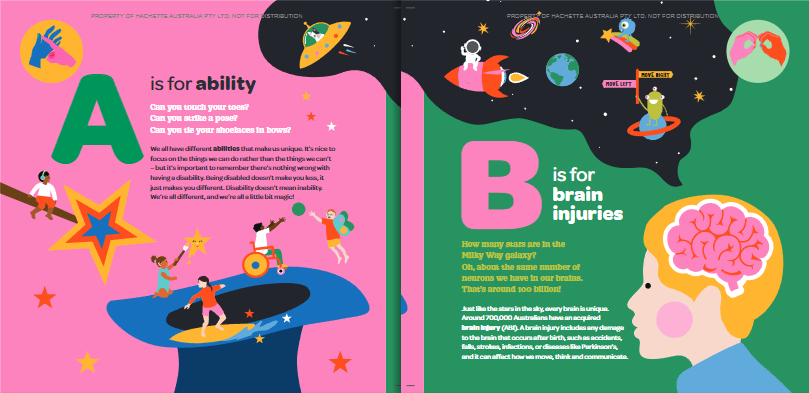 PROPERTY OF HACHETTE AUSTRALIA PTY LTD. NOT FOR DISTRIBUTION
A
is for ability
Can you touch your toes?
Can you strike a pose?
Can you tie your shoelaces in bows?
We all have different abilities that make us unique. It's nice to
focus on the things we can do rather than the things we can't
– but it's important to remember there's nothing wrong with
having a disability. Being disabled doesn't make you less, it
just makes you different. Disability doesn't mean inability.
We're all different, and we're all a little bit magic!
PROPERTY OF HACHETTE AUSTRALIA PTY LTD. NOT FOR DISTRIBUTION
MOVE RIGHT
MOVE LEFT
B
is for
brain
injuries
How many stars are in the
Milky Way galaxy?
Oh, about the same number of
neurons we have in our brains.
That's around 100 billion!
Just like the stars in the sky, every brain is unique.
Around 700,000 Australians have an acquired
brain injury (ABI). A brain injury includes any damage
to the brain that occurs after birth, such as accidents,
falls, strokes, infections, or diseases like Parkinson's,
and it can affect how we move, think and communicate.